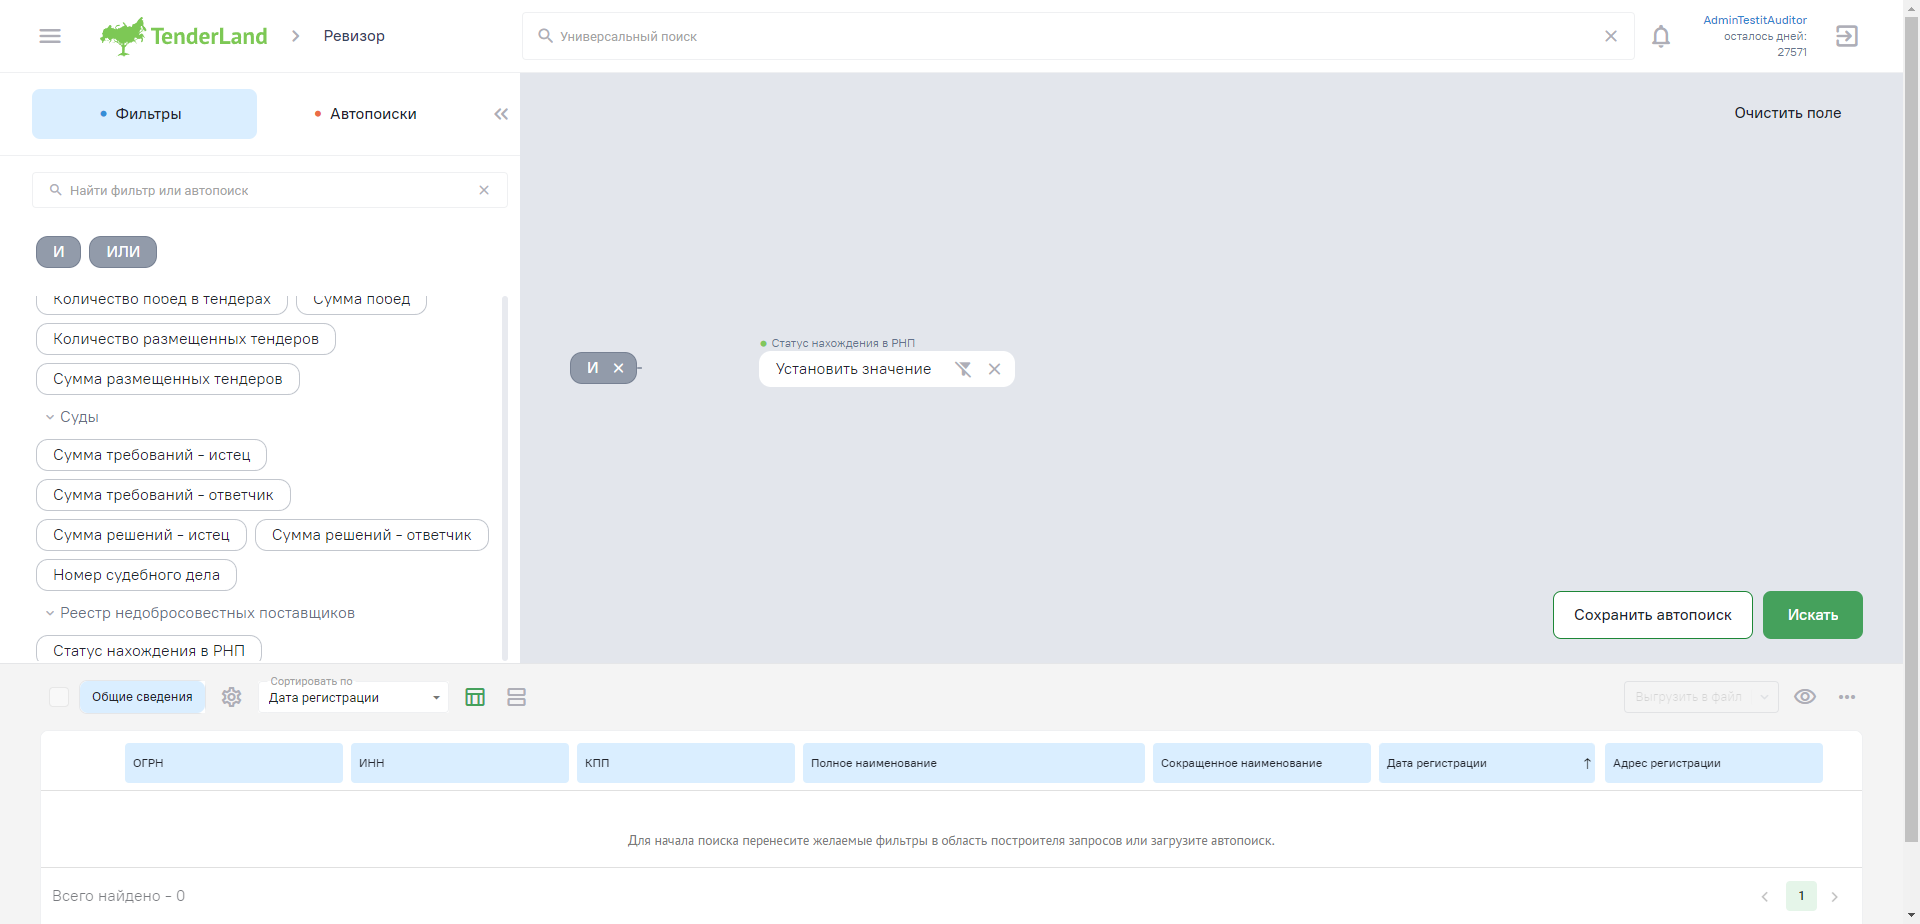 TenderLand
Ревизор
Универсальный поиск
AdminTestitAuditor
осталось дней:
27571
Фильтры
Автопоиски
Очистить поле
Найти фильтр или автопоиск
И
ИЛИ
Количество побед в тендерах
Сумма побед
Количество размещенных тендеров
Сумма размещенных тендеров
Суды
Сумма требований - истец
Сумма требований - ответчик
Сумма решений - истец
Сумма решений - ответчик
Номер судебного дела
Реестр недобросовестных поставщиков
Статус нахождения в РНП
И
Статус нахождения в РНП
Установить значение
Сохранить автопоиск
Искать
Общие сведения
Сортировать по
Дата регистрации
Выгрузить в файл
ОГРН
ИНН
КПП
Полное наименование
Сокращенное наименование
Дата регистрации
Адрес регистрации
Для начала поиска перенесите желаемые фильтры в область построителя запросов или загрузите автопоиск.
Всего найдено - 0
1